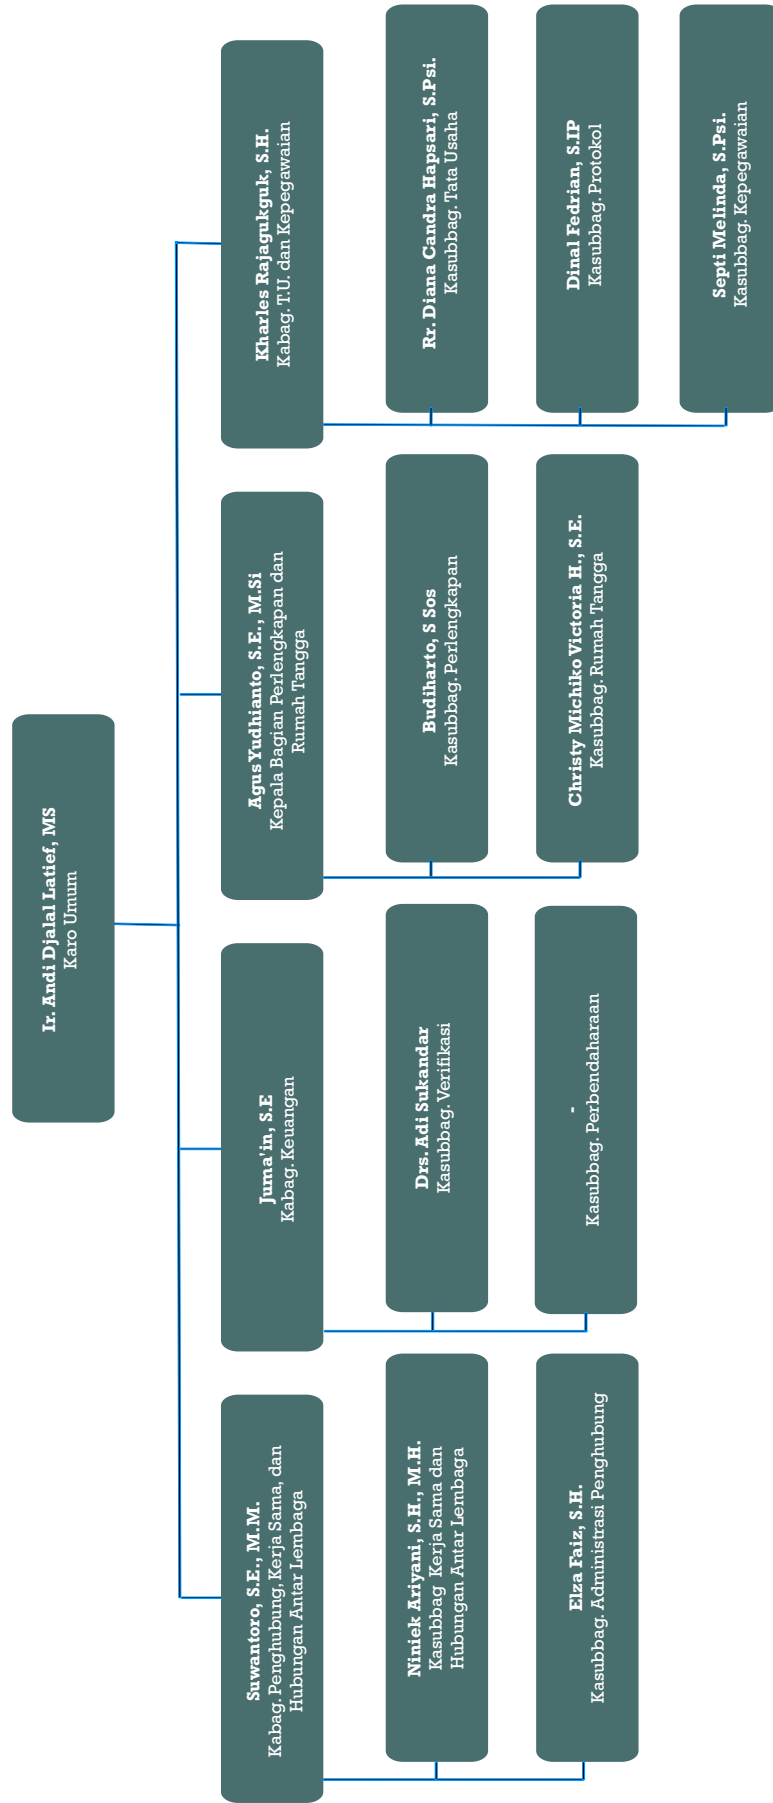 Ir. Andi Djalal Latief, MS
Karo Umum
Suwantoro, S.E., M.M.
Kabag. Penghubung, Kerja Sama, dan
Hubungan Antar Lembaga
Juma'in, S.E
Kabag. Keuangan
Agus Yudhianto, S.E., M.Si
Kepala Bagian Perlengkapan dan
Rumah Tangga
Kharles Rajagukguk, S.H.
Kabag. T.U. dan Kepegawaian
Niniek Ariyani, S.H., M.H.
Kasubbag Kerja Sama dan
Hubungan Antar Lembaga
Drs. Adi Sukandar
Kasubbag. Verifikasi
Budiharto, S Sos
Kasubbag. Perlengkapan
Rr. Diana Candra Hapsari, S.Psi.
Kasubbag. Tata Usaha
Elza Faiz, S.H.
Kasubbag. Administrasi Penghubung
-
Kasubbag. Perbendaharaan
Christy Michiko Victoria H., S.E.
Kasubbag. Rumah Tangga
Dinal Fedrian, S.IP
Kasubbag. Protokol
Septi Melinda, S.Psi.
Kasubbag. Kepegawaian